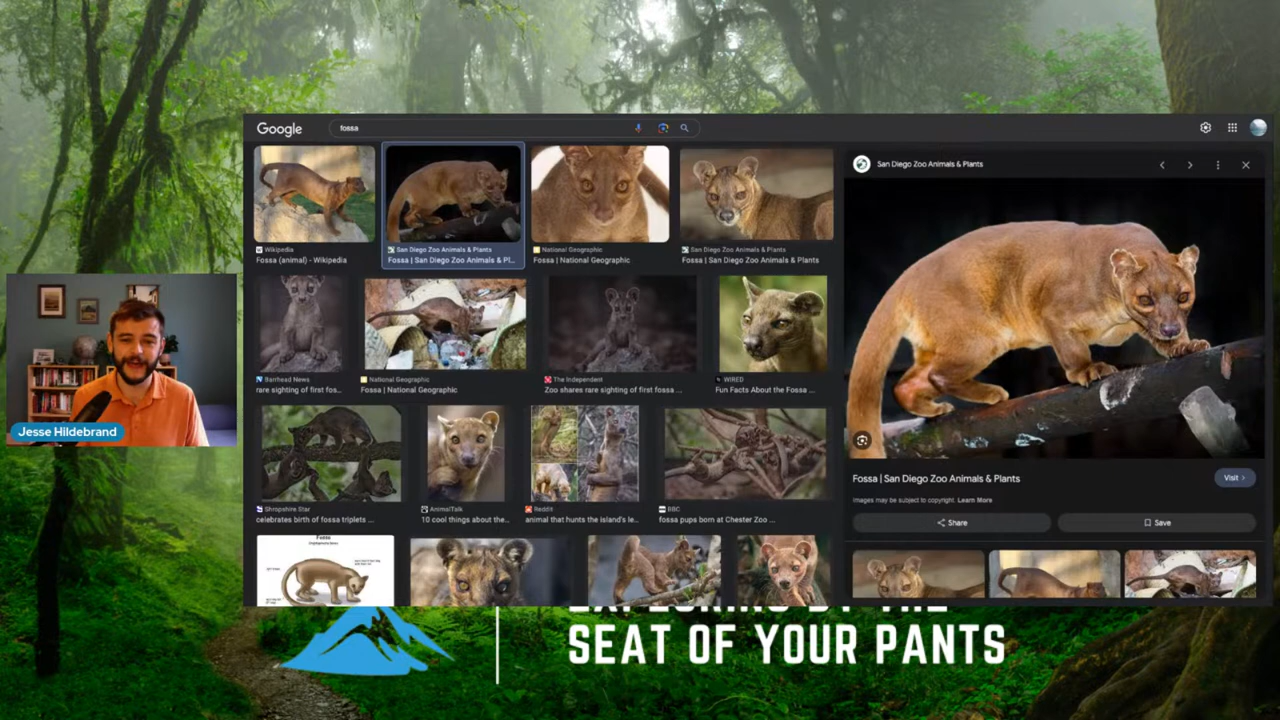 Google
fossa
San Diego Zoo Animals & Plants
Wikipedia
Fossa (animal) - Wikipedia
San Diego Zoo Animals & Plants
Fossa | San Diego Zoo Animals & Pl...
National Geographic
Fossa | National Geographic
San Diego Zoo Animals & Plants
Fossa | San Diego Zoo Animals & Plants
Barrhead News
rare sighting of first fos...
National Geographic
Fossa | National Geographic
The Independent
Zoo shares rare sighting of first fossa ...
WIRED
Fun Facts About the Fossa ...
Jesse Hildebrand
Shropshire Star
celebrates birth of fossa triplets ...
AnimalTalk
10 cool things about the...
Reddit
animal that hunts the island's le...
BBC
fossa pups born at Chester Zoo ...
Fossa | San Diego Zoo Animals & Plants
Visit
Images may be subject to copyright. Learn More
Share
Save
Fossa
EXPLORING BY THE
SEAT OF YOUR PANTS